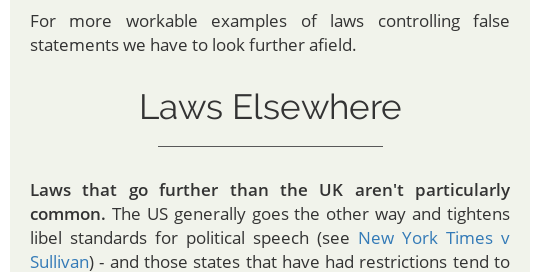 For more workable examples of laws controlling false
statements we have to look further afield.
Laws Elsewhere
Laws that go further than the UK aren't particularly
common. The US generally goes the other way and tightens
libel standards for political speech (see New York Times v
Sullivan) - and those states that have had restrictions tend to